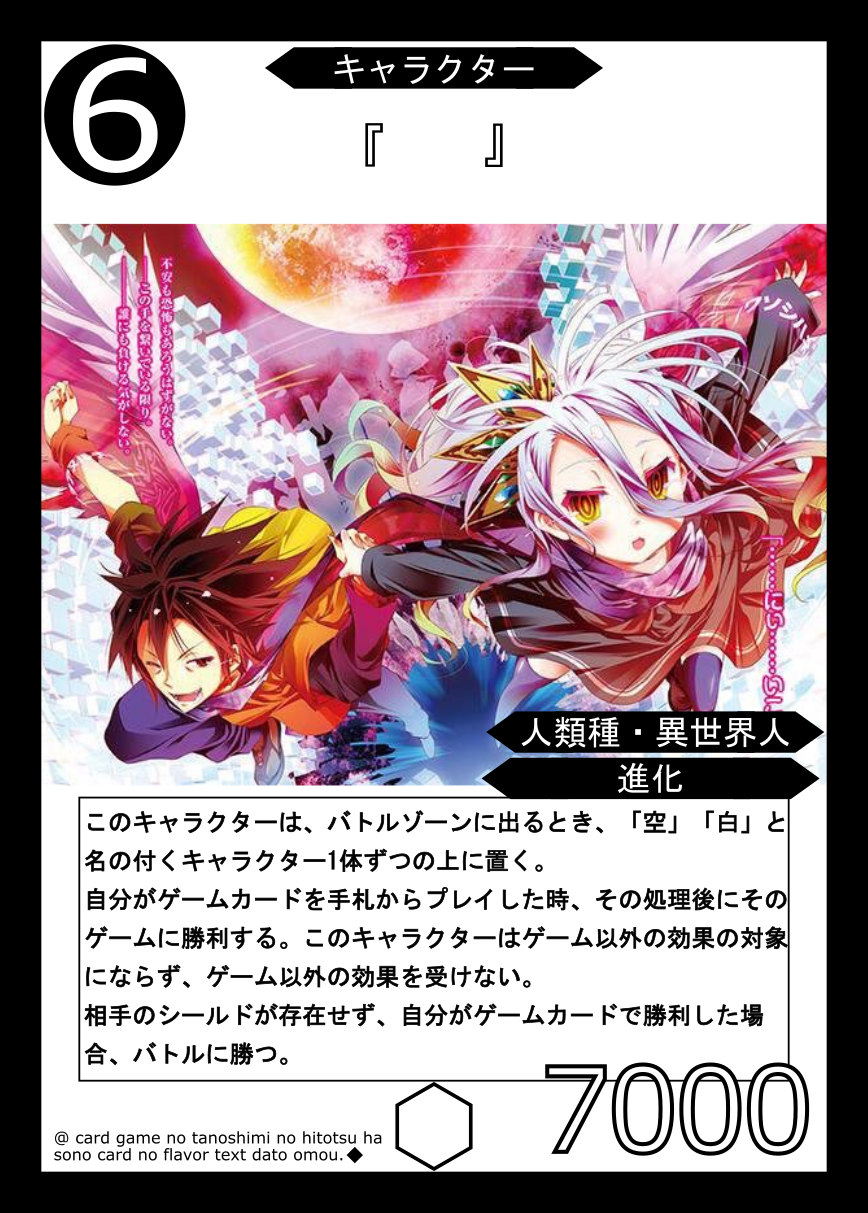 6
キャラクター
『　　』
不安も恐怖もあろうはずがない。
――この手を繋いでいる限り。
――――誰にも負ける気がしない。
人類種・異世界人
進化
このキャラクターは、バトルゾーンに出るとき、「空」「白」と
名の付くキャラクター1体ずつの上に置く。
自分がゲームカードを手札からプレイした時、その処理後にその
ゲームに勝利する。このキャラクターはゲーム以外の効果の対象
にならず、ゲーム以外の効果を受けない。
相手のシールドが存在せず、自分がゲームカードで勝利した場
合、バトルに勝つ。
7000
@ card game no tanoshimi no hitotsu ha
sono card no flavor text dato omou.◆